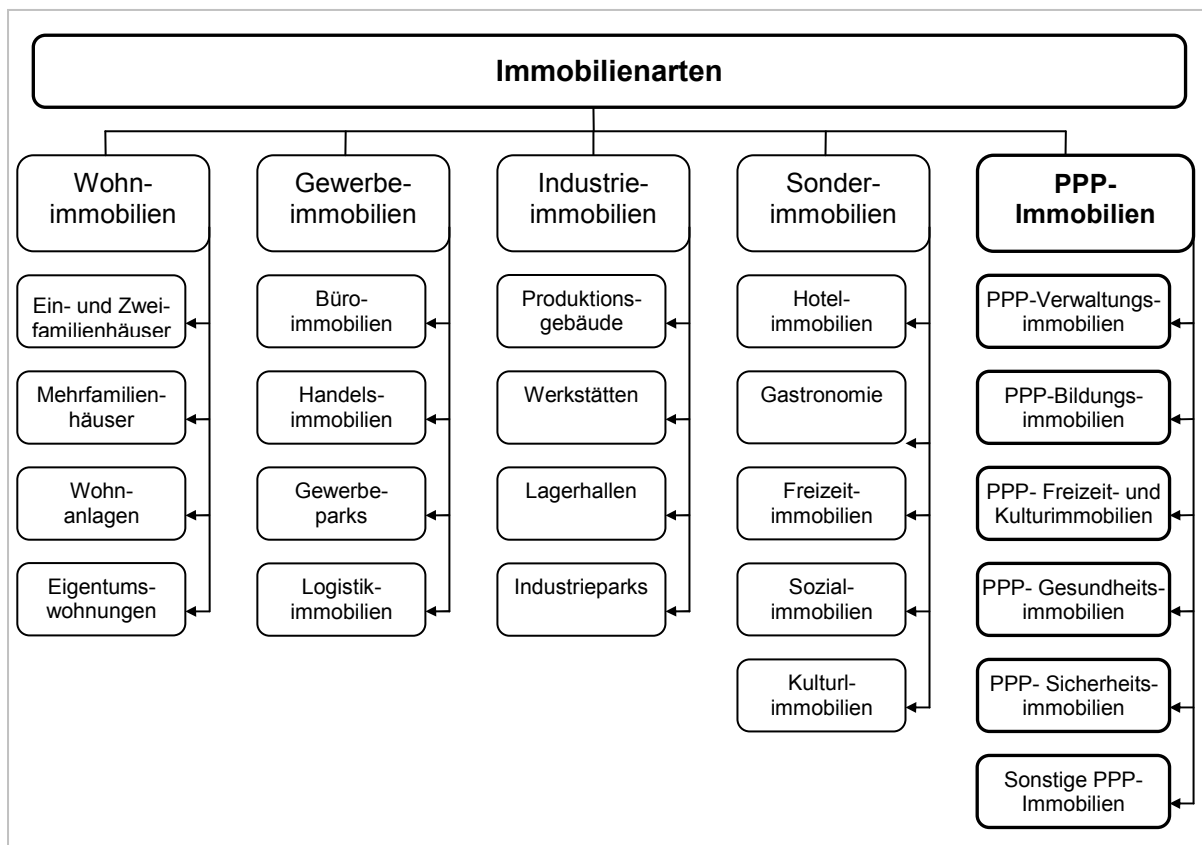 Immobilienarten
Wohn-
immobilien
Ein- und Zwei-
familienhäuser
Mehrfamilien-
häuser
Wohn-
anlagen
Eigentums-
wohnungen
Gewerbe-
immobilien
Büro-
immobilien
Handels-
immobilien
Gewerbe-
parks
Logistik-
immobilien
Industrie-
immobilien
Produktions-
gebäude
Werkstätten
Lagerhallen
Industrieparks
Sonder-
immobilien
Hotel-
immobilien
Gastronomie
Freizeit-
immobilien
Sozial-
immobilien
Kulturl-
immobilien
PPP-
Immobilien
PPP-Verwaltungs-
immobilien
PPP-Bildungs-
immobilien
PPP- Freizeit- und
Kulturimmobilien
PPP- Gesundheits-
immobilien
PPP- Sicherheits-
immobilien
Sonstige PPP-
Immobilien